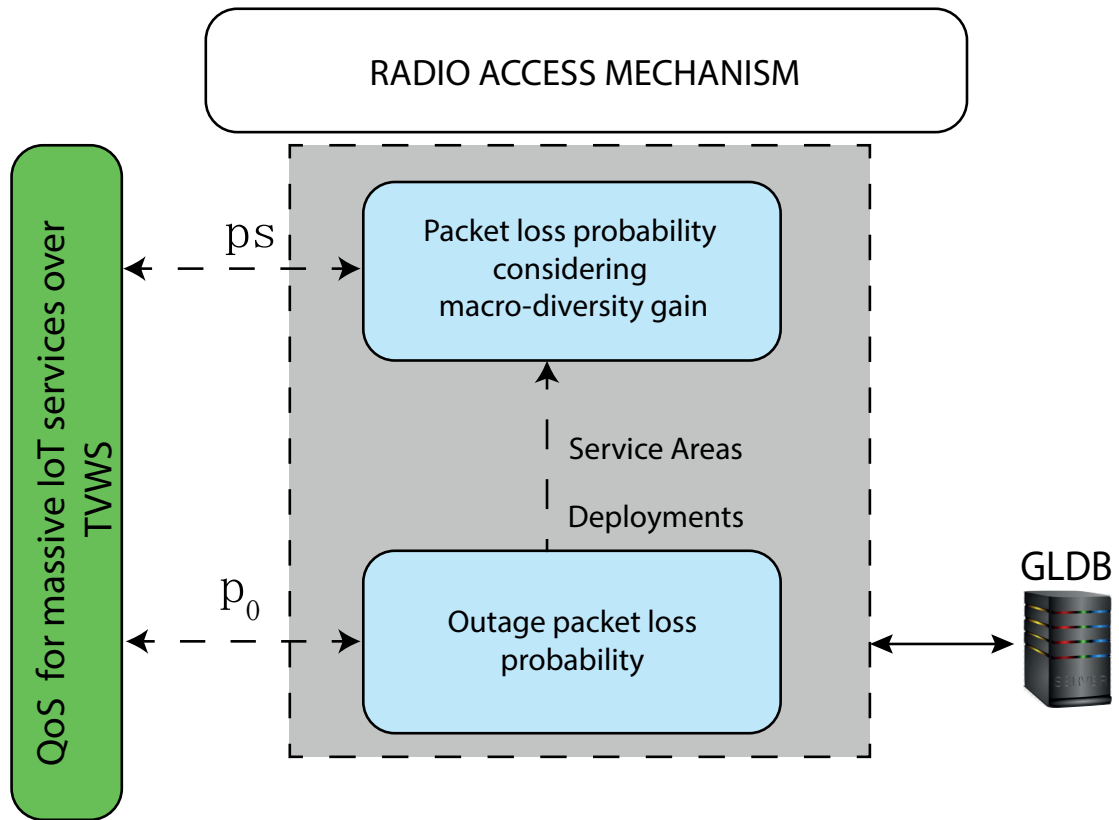 RADIO ACCESS MECHANISM
QoS for massive IoT services over
TVWS
ps
Packet loss probability
considering
macro-diversity gain
Service Areas
Deployments
p₀
Outage packet loss
probability
GLDB
SERVER